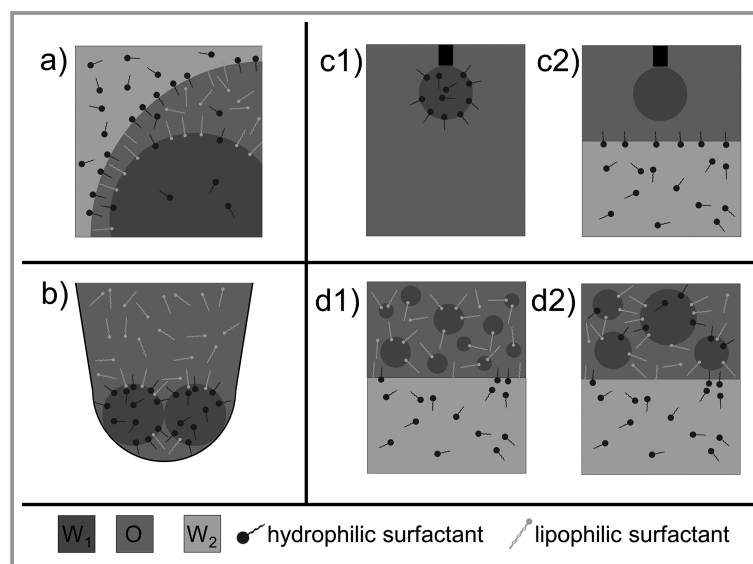 a)
c1)
c2)
b)
d1)
d2)
W1 O W2 hydrophilic surfactant lipophilic surfactant